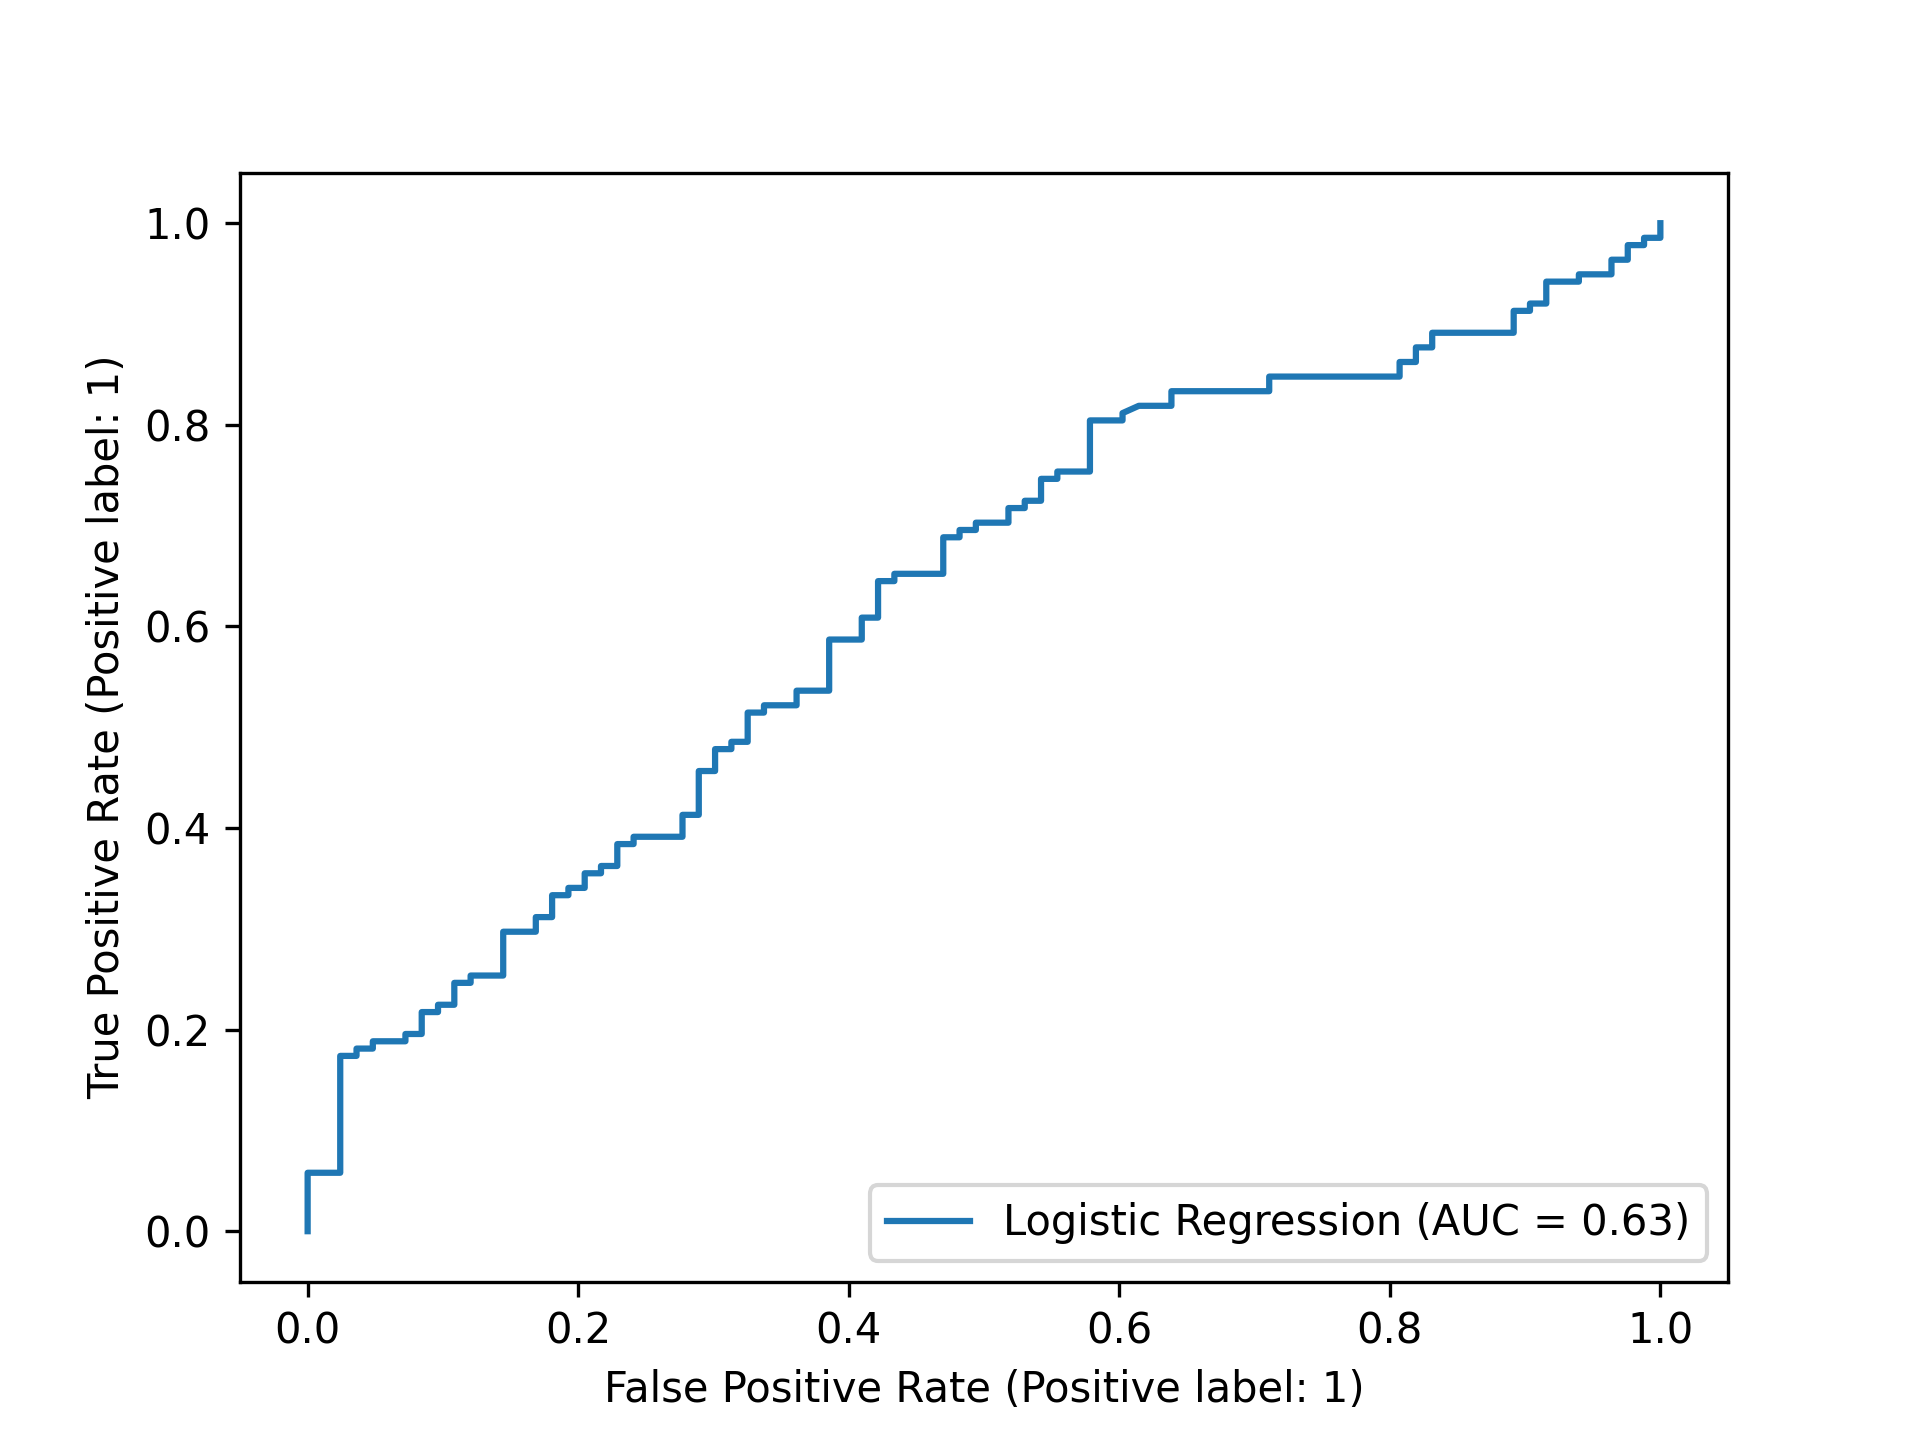 1.0
0.8
0.6
0.4
0.2
0.0
True Positive Rate (Positive label: 1)
Logistic Regression (AUC = 0.63)
0.0 0.2 0.4 0.6 0.8 1.0
False Positive Rate (Positive label: 1)